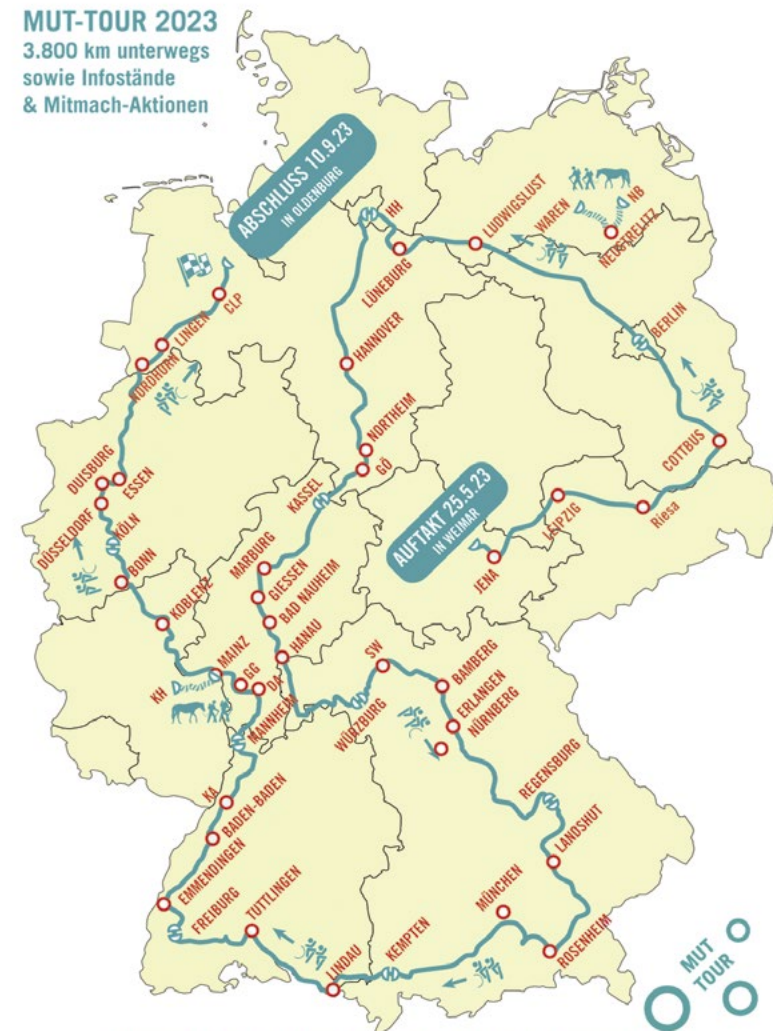 MUT-TOUR 2023
3.800 km unterwegs
sowie Infostände
& Mitmach-Aktionen
ABSCHLUSS 10.9.23
IN OLDENBURG
HH
LÜNEBURG
LUDWIGSLUST
WAREN
NB
NEUSTRELITZ
CLP
LINGEN
NORDHORN
HANNOVER
BERLIN
NORTHEIM
GÖ
KASSEL
COTTBUS
DUISBURG
ESSEN
DÜSSELDORF
KÖLN
BONN
AUFTAKT 25.5.23
IN WEIMAR
LEIPZIG
Riesa
JENA
MARBURG
GIESSEN
BAD NAUHEIM
HANAU
KOBLENZ
MAINZ
GG
DA
KH
MANNHEIM
SW
WÜRZBURG
BAMBERG
ERLANGEN
NÜRNBERG
REGENSBURG
LANDSHUT
KA
BADEN-BADEN
EMMENDINGEN
FREIBURG
TUTTLINGEN
LINDAU
KEMPTEN
MÜNCHEN
ROSENHEIM
MUT
TOUR